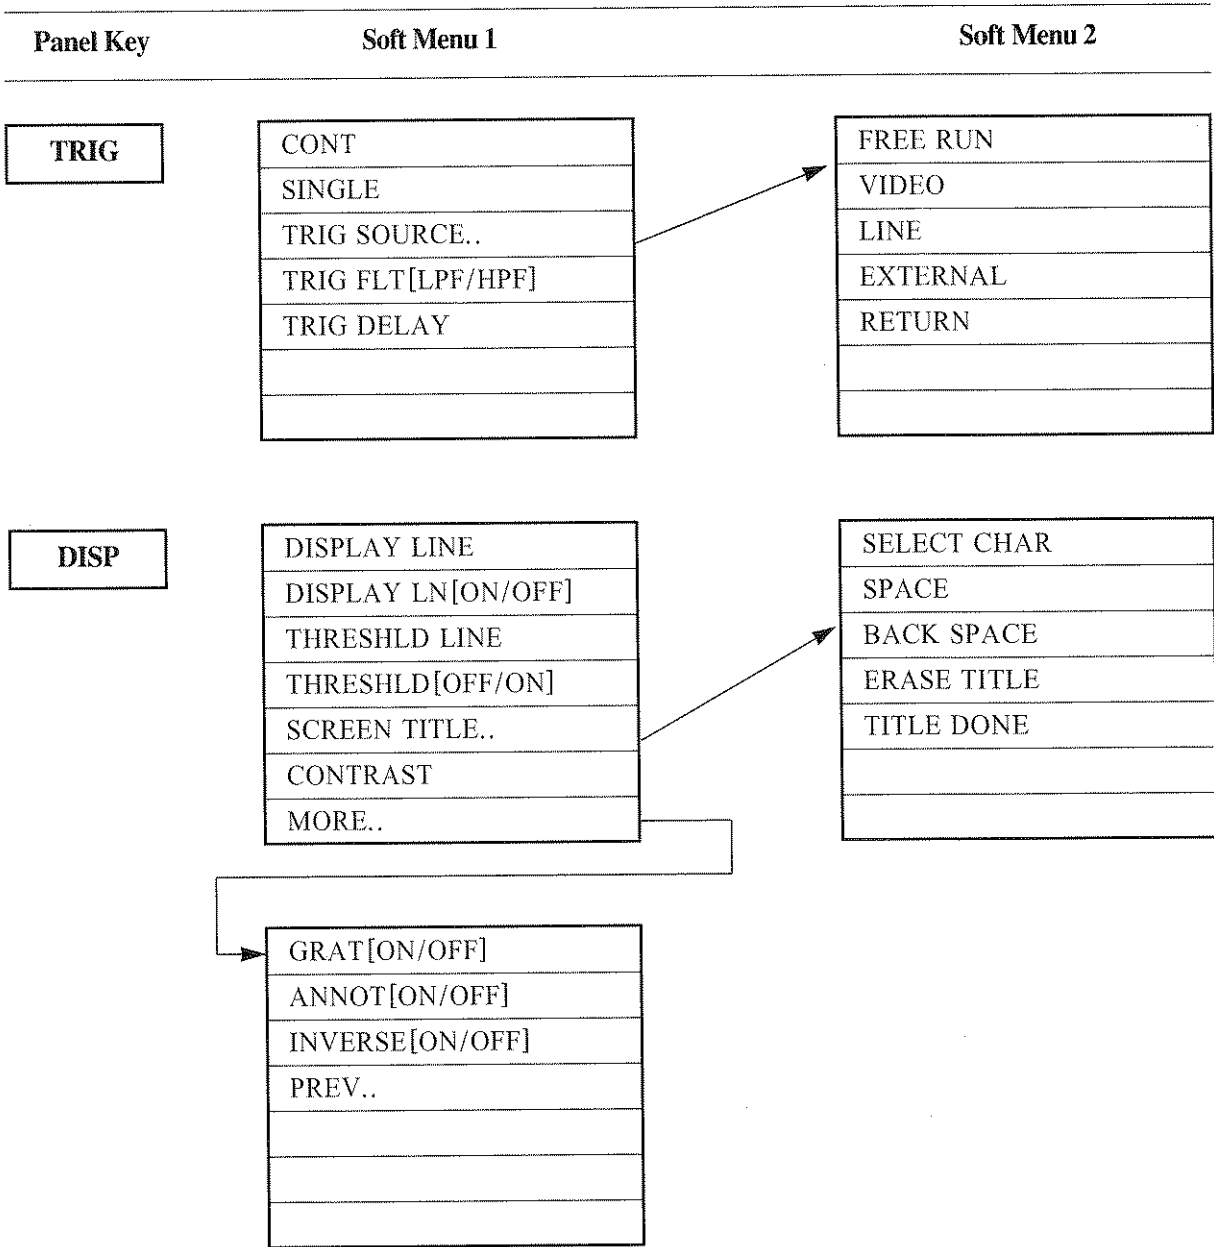 Panel Key Soft Menu 1 Soft Menu 2
TRIG
CONT
SINGLE
TRIG SOURCE..
TRIG FLT[LPF/HPF]
TRIG DELAY
FREE RUN
VIDEO
LINE
EXTERNAL
RETURN
DISP
DISPLAY LINE
DISPLAY LN[ON/OFF]
THRESHLD LINE
THRESHLD[OFF/ON]
SCREEN TITLE..
CONTRAST
MORE..
SELECT CHAR
SPACE
BACK SPACE
ERASE TITLE
TITLE DONE
GRAT[ON/OFF]
ANNOT[ON/OFF]
INVERSE[ON/OFF]
PREV..